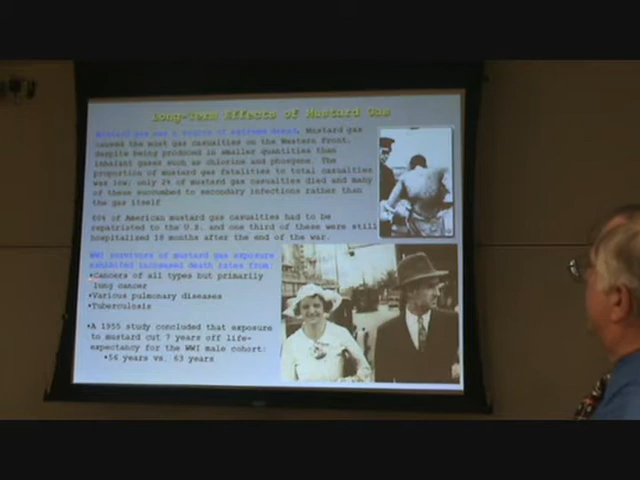 Long-Term Effects of Mustard Gas
Mustard gas was a source of extreme dread. Mustard gas
caused the most gas casualties on the Western Front,
despite being produced in smaller quantities than
inhalant gases such as chlorine and phosgene. The
proportion of mustard gas fatalities to total casualties
was low; only 2% of mustard gas casualties died and many
of these succumbed to secondary infections rather than
the gas itself
60% of American mustard gas casualties had to be
repatriated to the U.S. and one third of these were still
hospitalized 18 months after the end of the war.
WWI survivors of mustard gas exposure
exhibited increased death rates from:
•Cancers of all types but primarily
lung cancer
•Various pulmonary diseases
•Tuberculosis
•A 1955 study concluded that exposure
to mustard cut 7 years off life-
expectancy for the WWI male cohort:
•56 years vs. 63 years